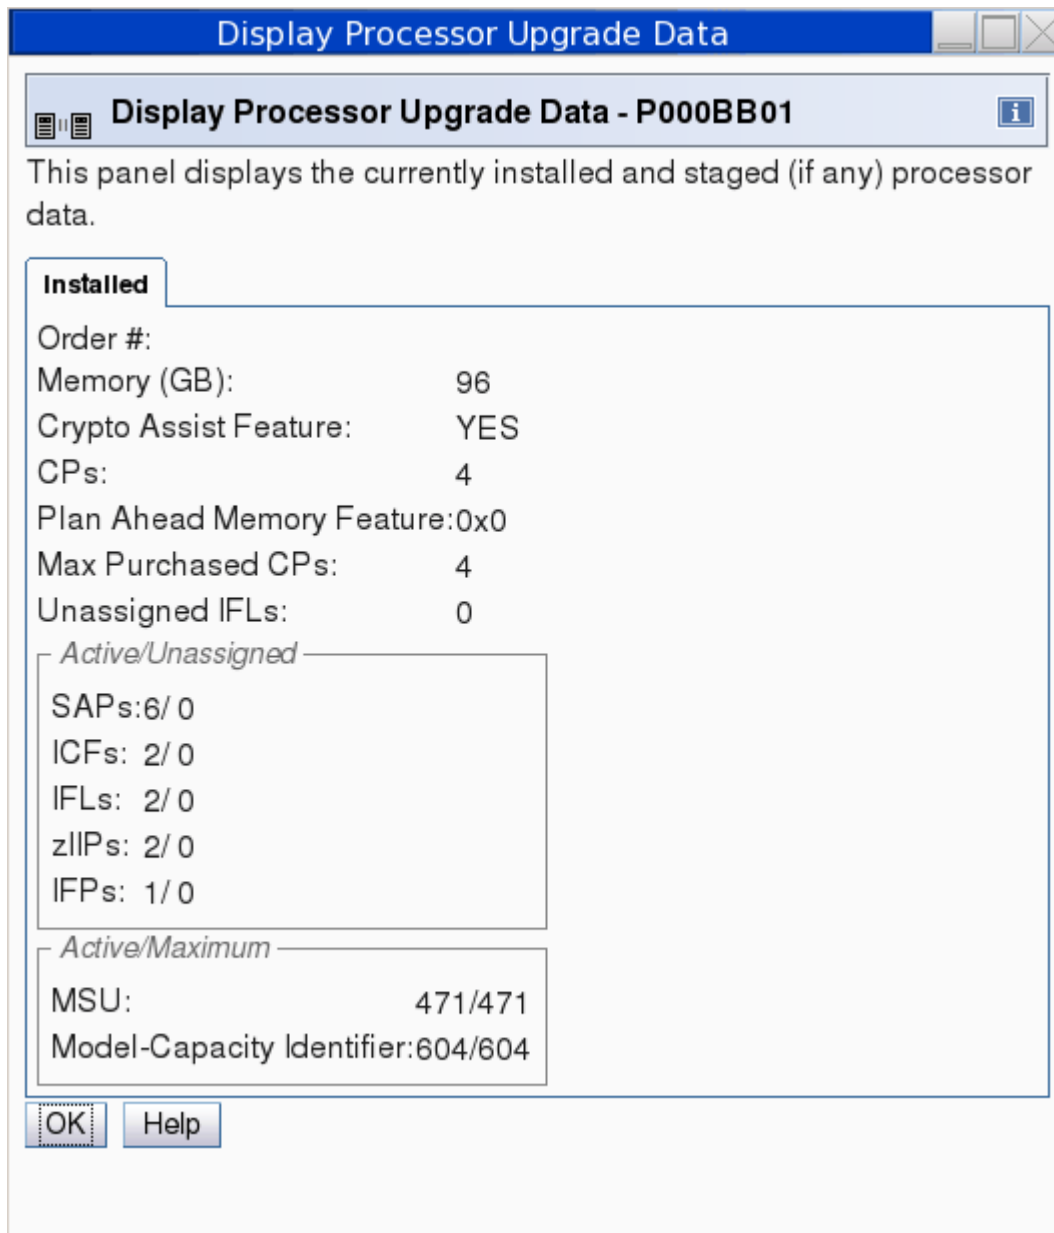 Display Processor Upgrade Data
Display Processor Upgrade Data - P000BB01
i
This panel displays the currently installed and staged (if any) processor
data.
Installed
Order #:
Memory (GB): 96
Crypto Assist Feature: YES
CPs: 4
Plan Ahead Memory Feature:0x0
Max Purchased CPs: 4
Unassigned IFLs: 0
Active/Unassigned
SAPs:6/ 0
ICFs: 2/ 0
IFLs: 2/ 0
zIIPs: 2/ 0
IFPs: 1/ 0
Active/Maximum
MSU: 471/471
Model-Capacity Identifier:604/604
OK Help